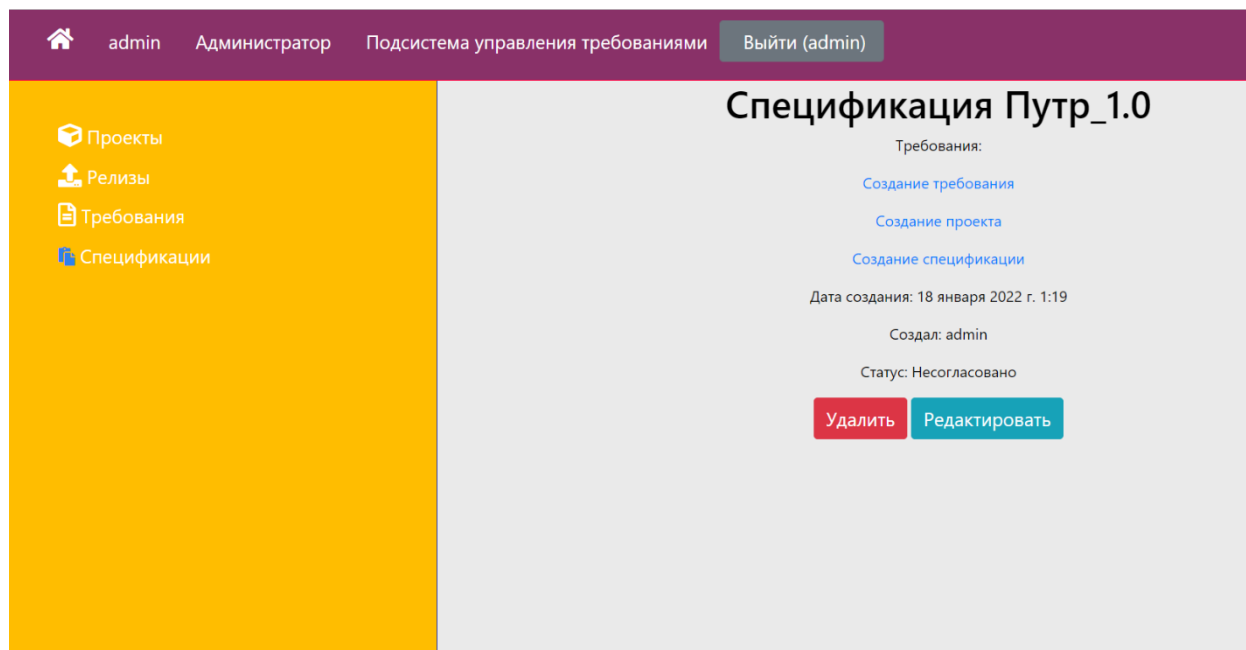 admin Администратор Подсистема управления требованиями Выйти (admin)
Проекты
Релизы
Требования
Спецификации
Спецификация Путр_1.0
Требования:
Создание требования
Создание проекта
Создание спецификации
Дата создания: 18 января 2022 г. 1:19
Создал: admin
Статус: Несогласовано
Удалить Редактировать